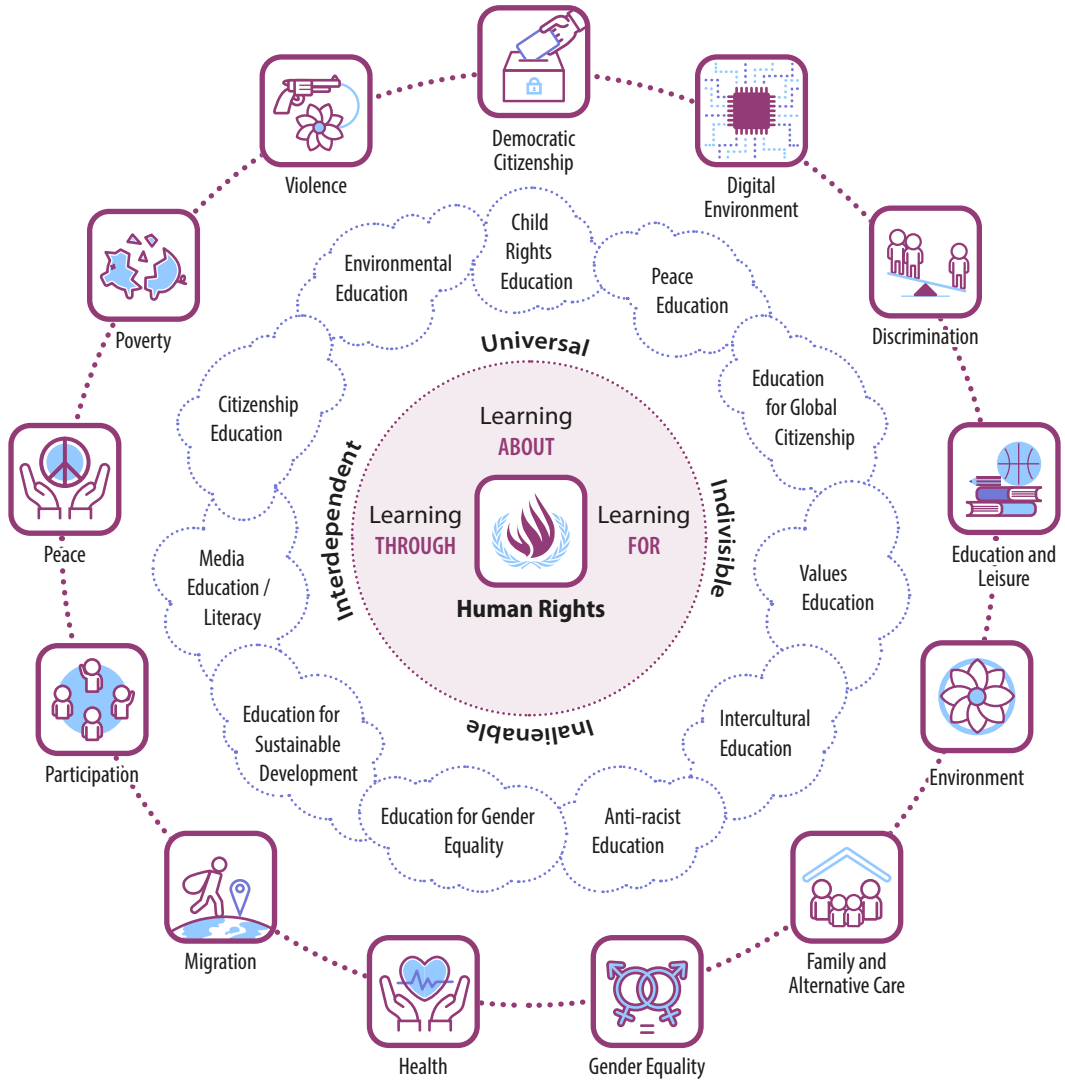 Democratic
Citizenship
Digital
Environment
Discrimination
Education and
Leisure
Environment
Family and
Alternative Care
Gender Equality
Health
Migration
Participation
Peace
Poverty
Violence
Child
Rights
Education
Peace
Education
Education
for Global
Citizenship
Values
Education
Intercultural
Education
Anti-racist
Education
Education for Gender
Equality
Education for
Sustainable
Development
Media
Education /
Literacy
Citizenship
Education
Environmental
Education
Universal
Indivisible
Inalienable
Interdependent
Learning
ABOUT
Learning
THROUGH
Learning
FOR
Human Rights